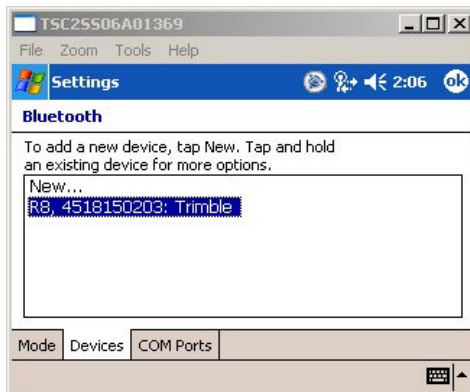 TSC2SS06A01369
File Zoom Tools Help
Settings 2:06 ok
Bluetooth
To add a new device, tap New. Tap and hold
an existing device for more options.
New...
R8, 4518150203: Trimble
Mode Devices COM Ports